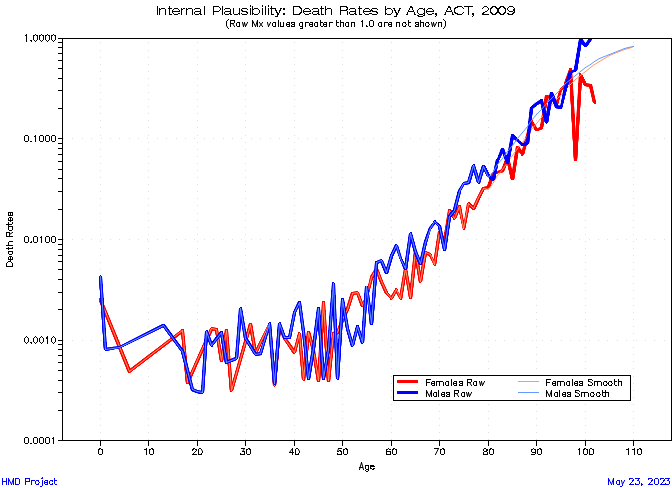 Internal Plausibility: Death Rates by Age, ACT, 2009
(Raw Mx values greater than 1.0 are not shown)
1.0000
0.1000
0.0100
0.0010
0.0001
Death Rates
0 10 20 30 40 50 60 70 80 90 100 110
Age
Females Raw Females Smooth
Males Raw Males Smooth
HMD Project May 23, 2023